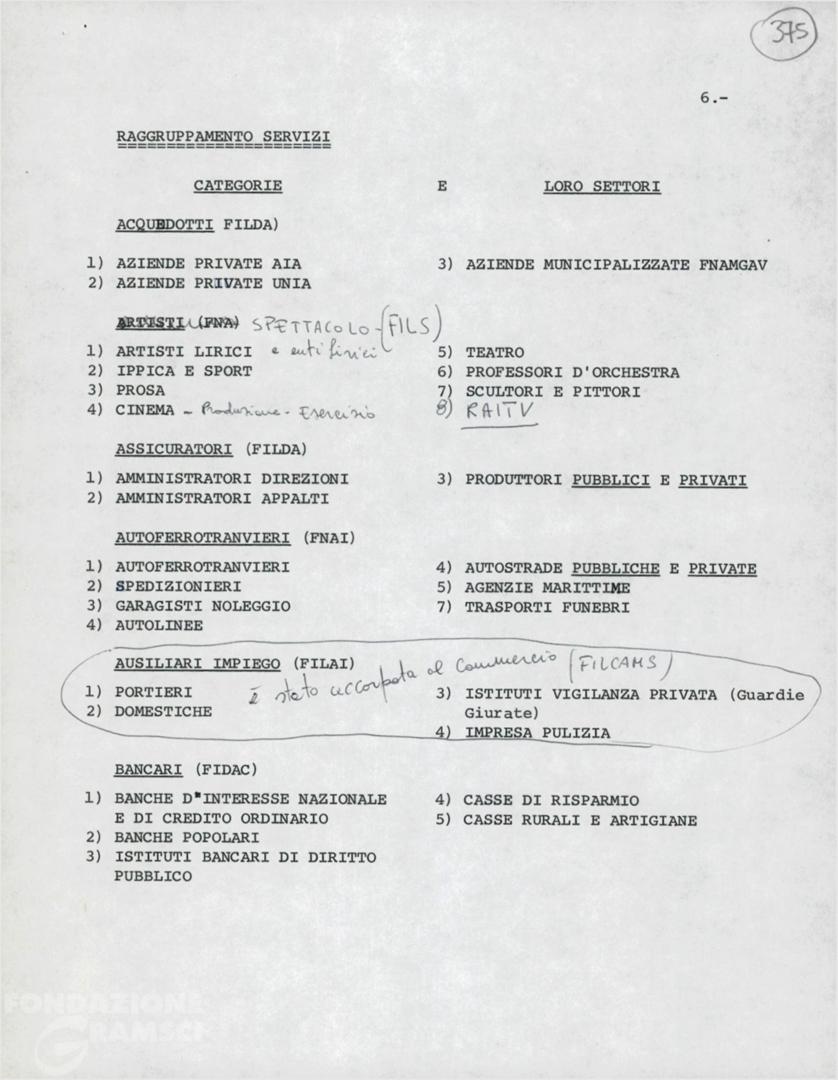 375
6.-
RAGGRUPPAMENTO SERVIZI
CATEGORIE E LORO SETTORI
ACQUEDOTTI FILDA)
1) AZIENDE PRIVATE AIA
2) AZIENDE PRIVATE UNIA
3) AZIENDE MUNICIPALIZZATE FNAMGAV
ARTISTI (FNA) SPETTACOLO - (FILS)
1) ARTISTI LIRICI e enti lirici
2) IPPICA E SPORT
3) PROSA
4) CINEMA - Produzione - Esercizio
5) TEATRO
6) PROFESSORI D'ORCHESTRA
7) SCULTORI E PITTORI
8) RAITV
ASSICURATORI (FILDA)
1) AMMINISTRATORI DIREZIONI
2) AMMINISTRATORI APPALTI
3) PRODUTTORI PUBBLICI E PRIVATI
AUTOFERROTRANVIERI (FNAI)
1) AUTOFERROTRANVIERI
2) SPEDIZIONIERI
3) GARAGISTI NOLEGGIO
4) AUTOLINEE
4) AUTOSTRADE PUBBLICHE E PRIVATE
5) AGENZIE MARITTIME
7) TRASPORTI FUNEBRI
AUSILIARI IMPIEGO (FILAI)
è stato accorpata al Commercio (FILCAMS)
1) PORTIERI
2) DOMESTICHE
3) ISTITUTI VIGILANZA PRIVATA (Guardie
Giurate)
4) IMPRESA PULIZIA
BANCARI (FIDAC)
1) BANCHE D"INTERESSE NAZIONALE
E DI CREDITO ORDINARIO
2) BANCHE POPOLARI
3) ISTITUTI BANCARI DI DIRITTO
PUBBLICO
4) CASSE DI RISPARMIO
5) CASSE RURALI E ARTIGIANE
FONDAZIONE
GRAMSCI